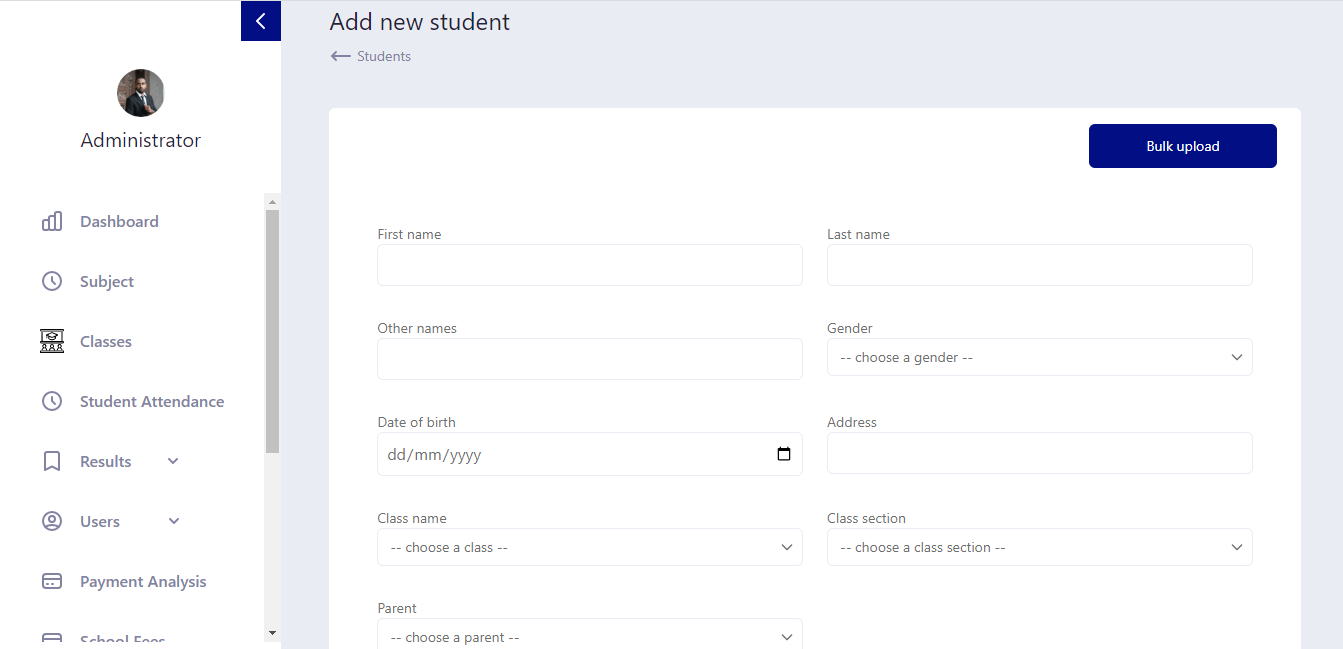 Add new student
Students
Administrator
Dashboard
Subject
Classes
Student Attendance
Results
Users
Payment Analysis
School Fees
Bulk upload
First name
Last name
Other names
Gender
-- choose a gender --
Date of birth
dd/mm/yyyy
Address
Class name
-- choose a class --
Class section
-- choose a class section --
Parent
-- choose a parent --